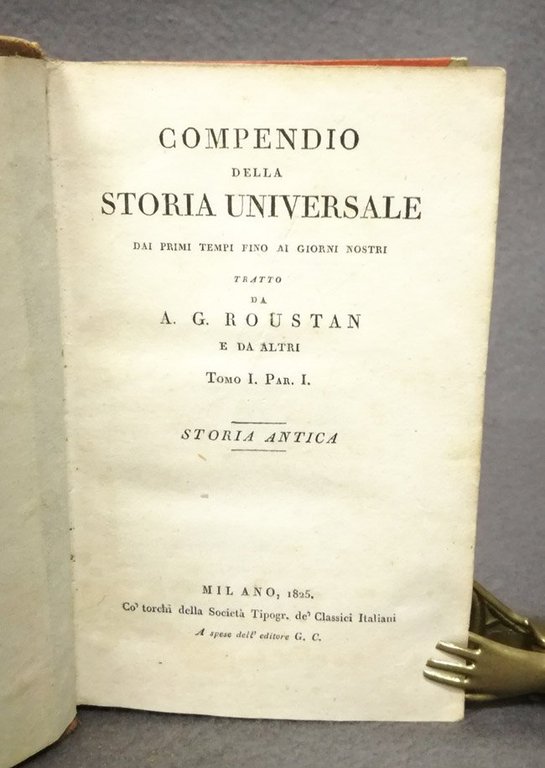 COMPENDIO
DELLA
STORIA UNIVERSALE
DAI PRIMI TEMPI FINO AI GIORNI NOSTRI
TRATTO
DA
A. G. ROUSTAN
E DA ALTRI
Tomo I. Par. I.
STORIA ANTICA
MILANO, 1825.
Co' torchi della Società Tipogr. de' Classici Italiani
A spese dell' editore G. C.